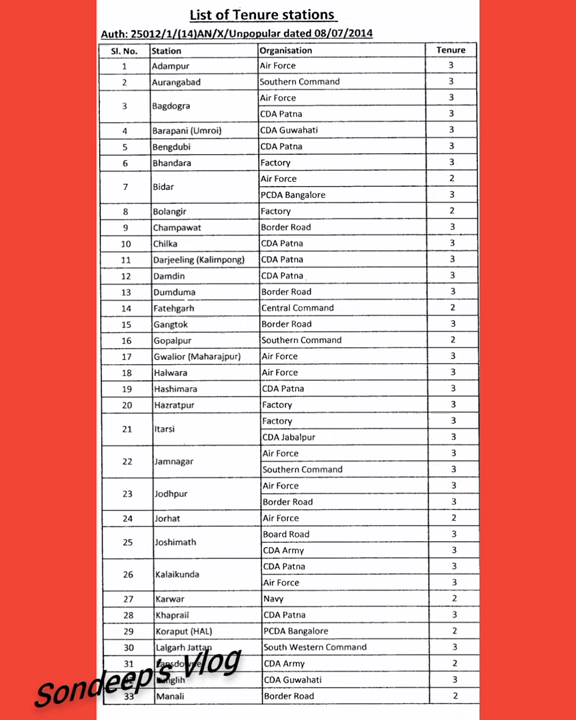 List of Tenure stations
Auth: 25012/1/(14)AN/X/Unpopular dated 08/07/2014
Sl. No. Station Organisation Tenure
1 Adampur Air Force 3
2 Aurangabad Southern Command 3
3 Bagdogra Air Force 3
CDA Patna 3
4 Barapani (Umroi) CDA Guwahati 3
5 Bengdubi CDA Patna 3
6 Bhandara Factory 3
7 Bidar Air Force 2
PCDA Bangalore 3
8 Bolangir Factory 2
9 Champawat Border Road 3
10 Chilka CDA Patna 3
11 Darjeeling (Kalimpong) CDA Patna 3
12 Damdin CDA Patna 3
13 Dumduma Border Road 3
14 Fatehgarh Central Command 2
15 Gangtok Border Road 3
16 Gopalpur Southern Command 2
17 Gwalior (Maharajpur) Air Force 3
18 Halwara Air Force 3
19 Hashimara CDA Patna 3
20 Hazratpur Factory 3
21 Itarsi Factory 3
CDA Jabalpur 3
22 Jamnagar Air Force 3
Southern Command 3
23 Jodhpur Air Force 3
Border Road 3
24 Jorhat Air Force 2
25 Joshimath Board Road 3
CDA Army 3
26 Kalaikunda CDA Patna 3
Air Force 3
27 Karwar Navy 2
28 Khaprail CDA Patna 3
29 Koraput (HAL) PCDA Bangalore 2
30 Lalgarh Jattan South Western Command 3
31 CDA Army 2
CDA Guwahati 3
33 Manali Border Road 2
Sondeep's Vlog